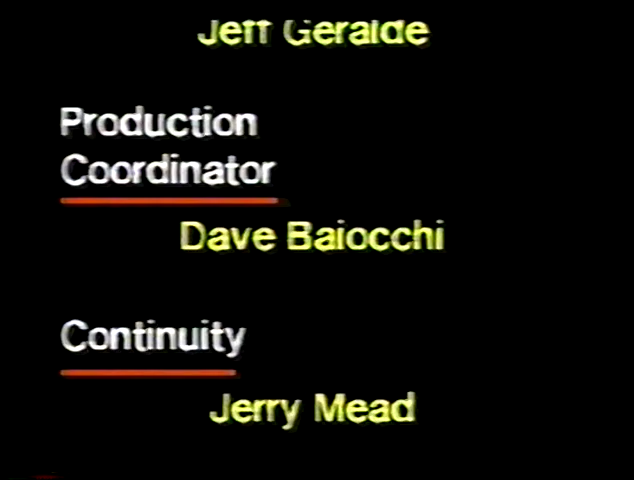 Jeff Geralde
Production
Coordinator
Dave Baiocchi
Continuity
Jerry Mead